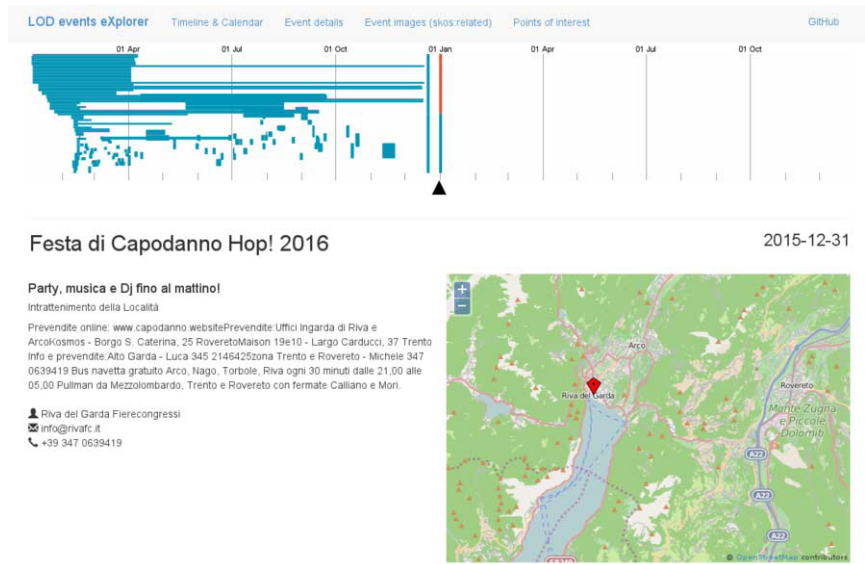 LOD events eXplorer Timeline & Calendar Event details Event images (skos:related) Points of interest GitHub
01 Apr 01 Jul 01 Oct 01 Jan 01 Apr 01 Jul 01 Oct
Festa di Capodanno Hop! 2016
2015-12-31
Party, musica e Dj fino al mattino!
Intrattenimento della Località
Prevendite online: www.capodanno.websitePrevendite:Uffici Ingarda di Riva e
ArcoKosmos - Borgo S. Caterina, 25 RoveretoMaison 19e10 - Largo Carducci, 37 Trento
Info e prevendite:Alto Garda - Luca 345 2146425zona Trento e Rovereto - Michele 347
0639419 Bus navetta gratuito Arco, Nago, Torbole, Riva ogni 30 minuti dalle 21,00 alle
05,00 Pullman da Mezzolombardo, Trento e Rovereto con fermate Calliano e Mori.
Riva del Garda Fierecongressi
info@rivafc.it
+39 347 0639419
+
−
Arco
Riva del Garda
Rovereto
Monte Zugna
e Piccole
Dolomiti
A22
A22
A22
© OpenStreetMap contributors